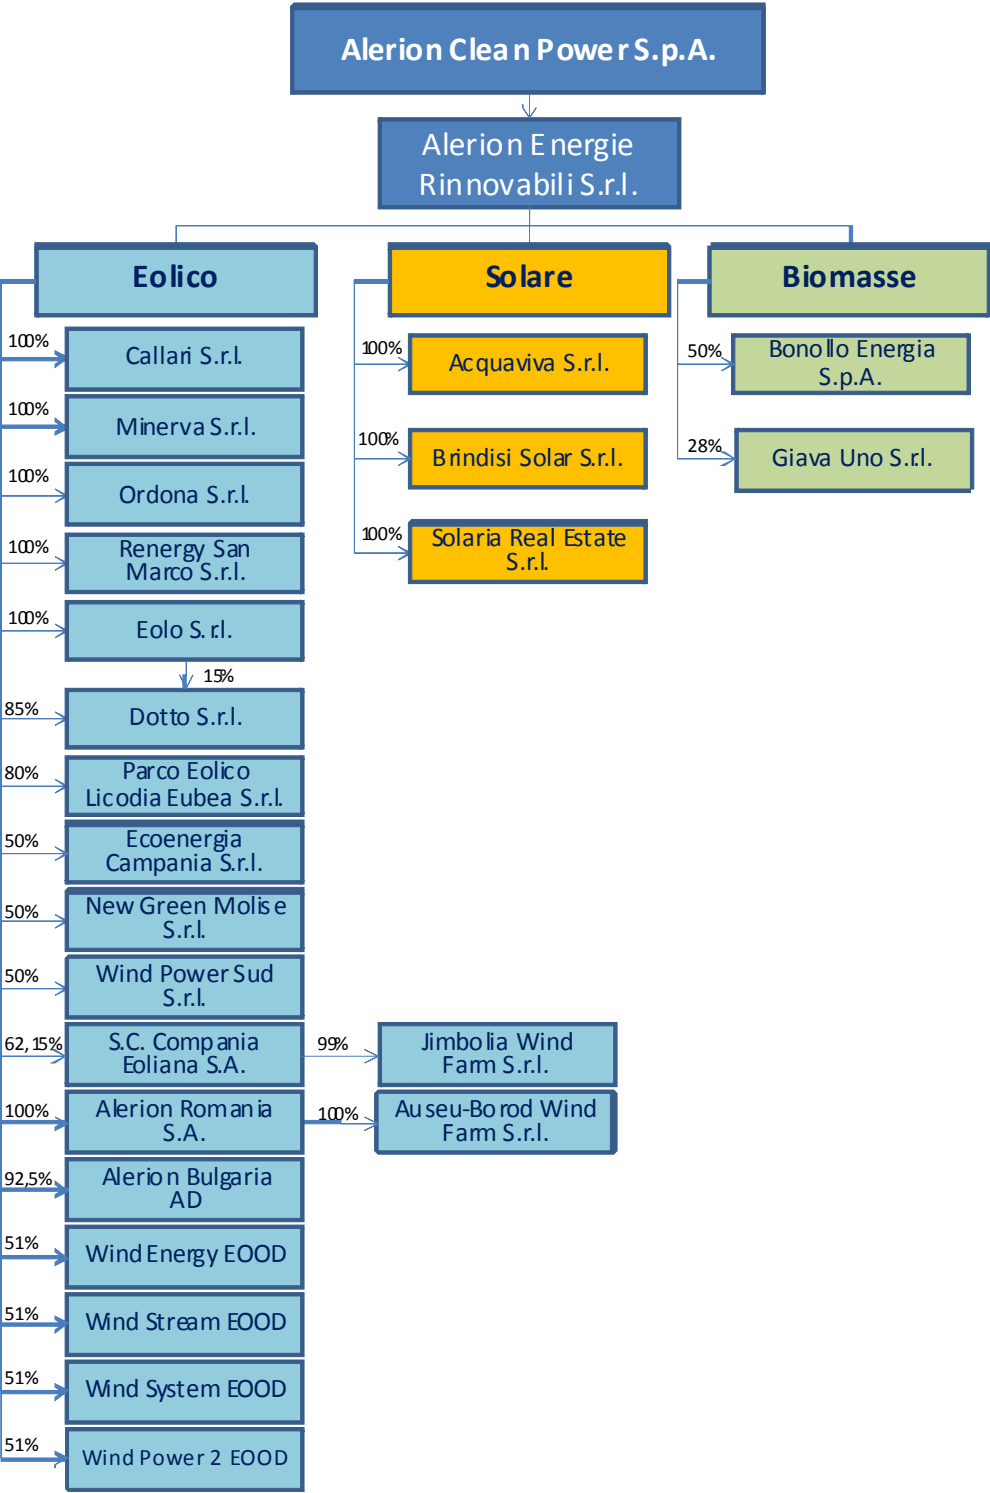 Alerion Clean Power S.p.A.
Alerion Energie
Rinnovabili S.r.l.
Eolico
Solare
Biomasse
100%
Callari S.r.l.
100%
Minerva S.r.l.
100%
Ordona S.r.l.
100%
Renergy San
Marco S.r.l.
100%
Eolo S.r.l.
15%
85%
Dotto S.r.l.
80%
Parco Eolico
Licodia Eubea S.r.l.
50%
Ecoenergia
Campania S.r.l.
50%
New Green Molise
S.r.l.
50%
Wind Power Sud
S.r.l.
62,15%
S.C. Compania
Eoliana S.A.
99%
Jimbolia Wind
Farm S.r.l.
100%
Alerion Romania
S.A.
100%
Auseu-Borod Wind
Farm S.r.l.
92,5%
Alerion Bulgaria
AD
51%
Wind Energy EOOD
51%
Wind Stream EOOD
51%
Wind System EOOD
51%
Wind Power 2 EOOD
100%
Acquaviva S.r.l.
100%
Brindisi Solar S.r.l.
100%
Solaria Real Estate
S.r.l.
50%
Bonollo Energia
S.p.A.
28%
Giava Uno S.r.l.